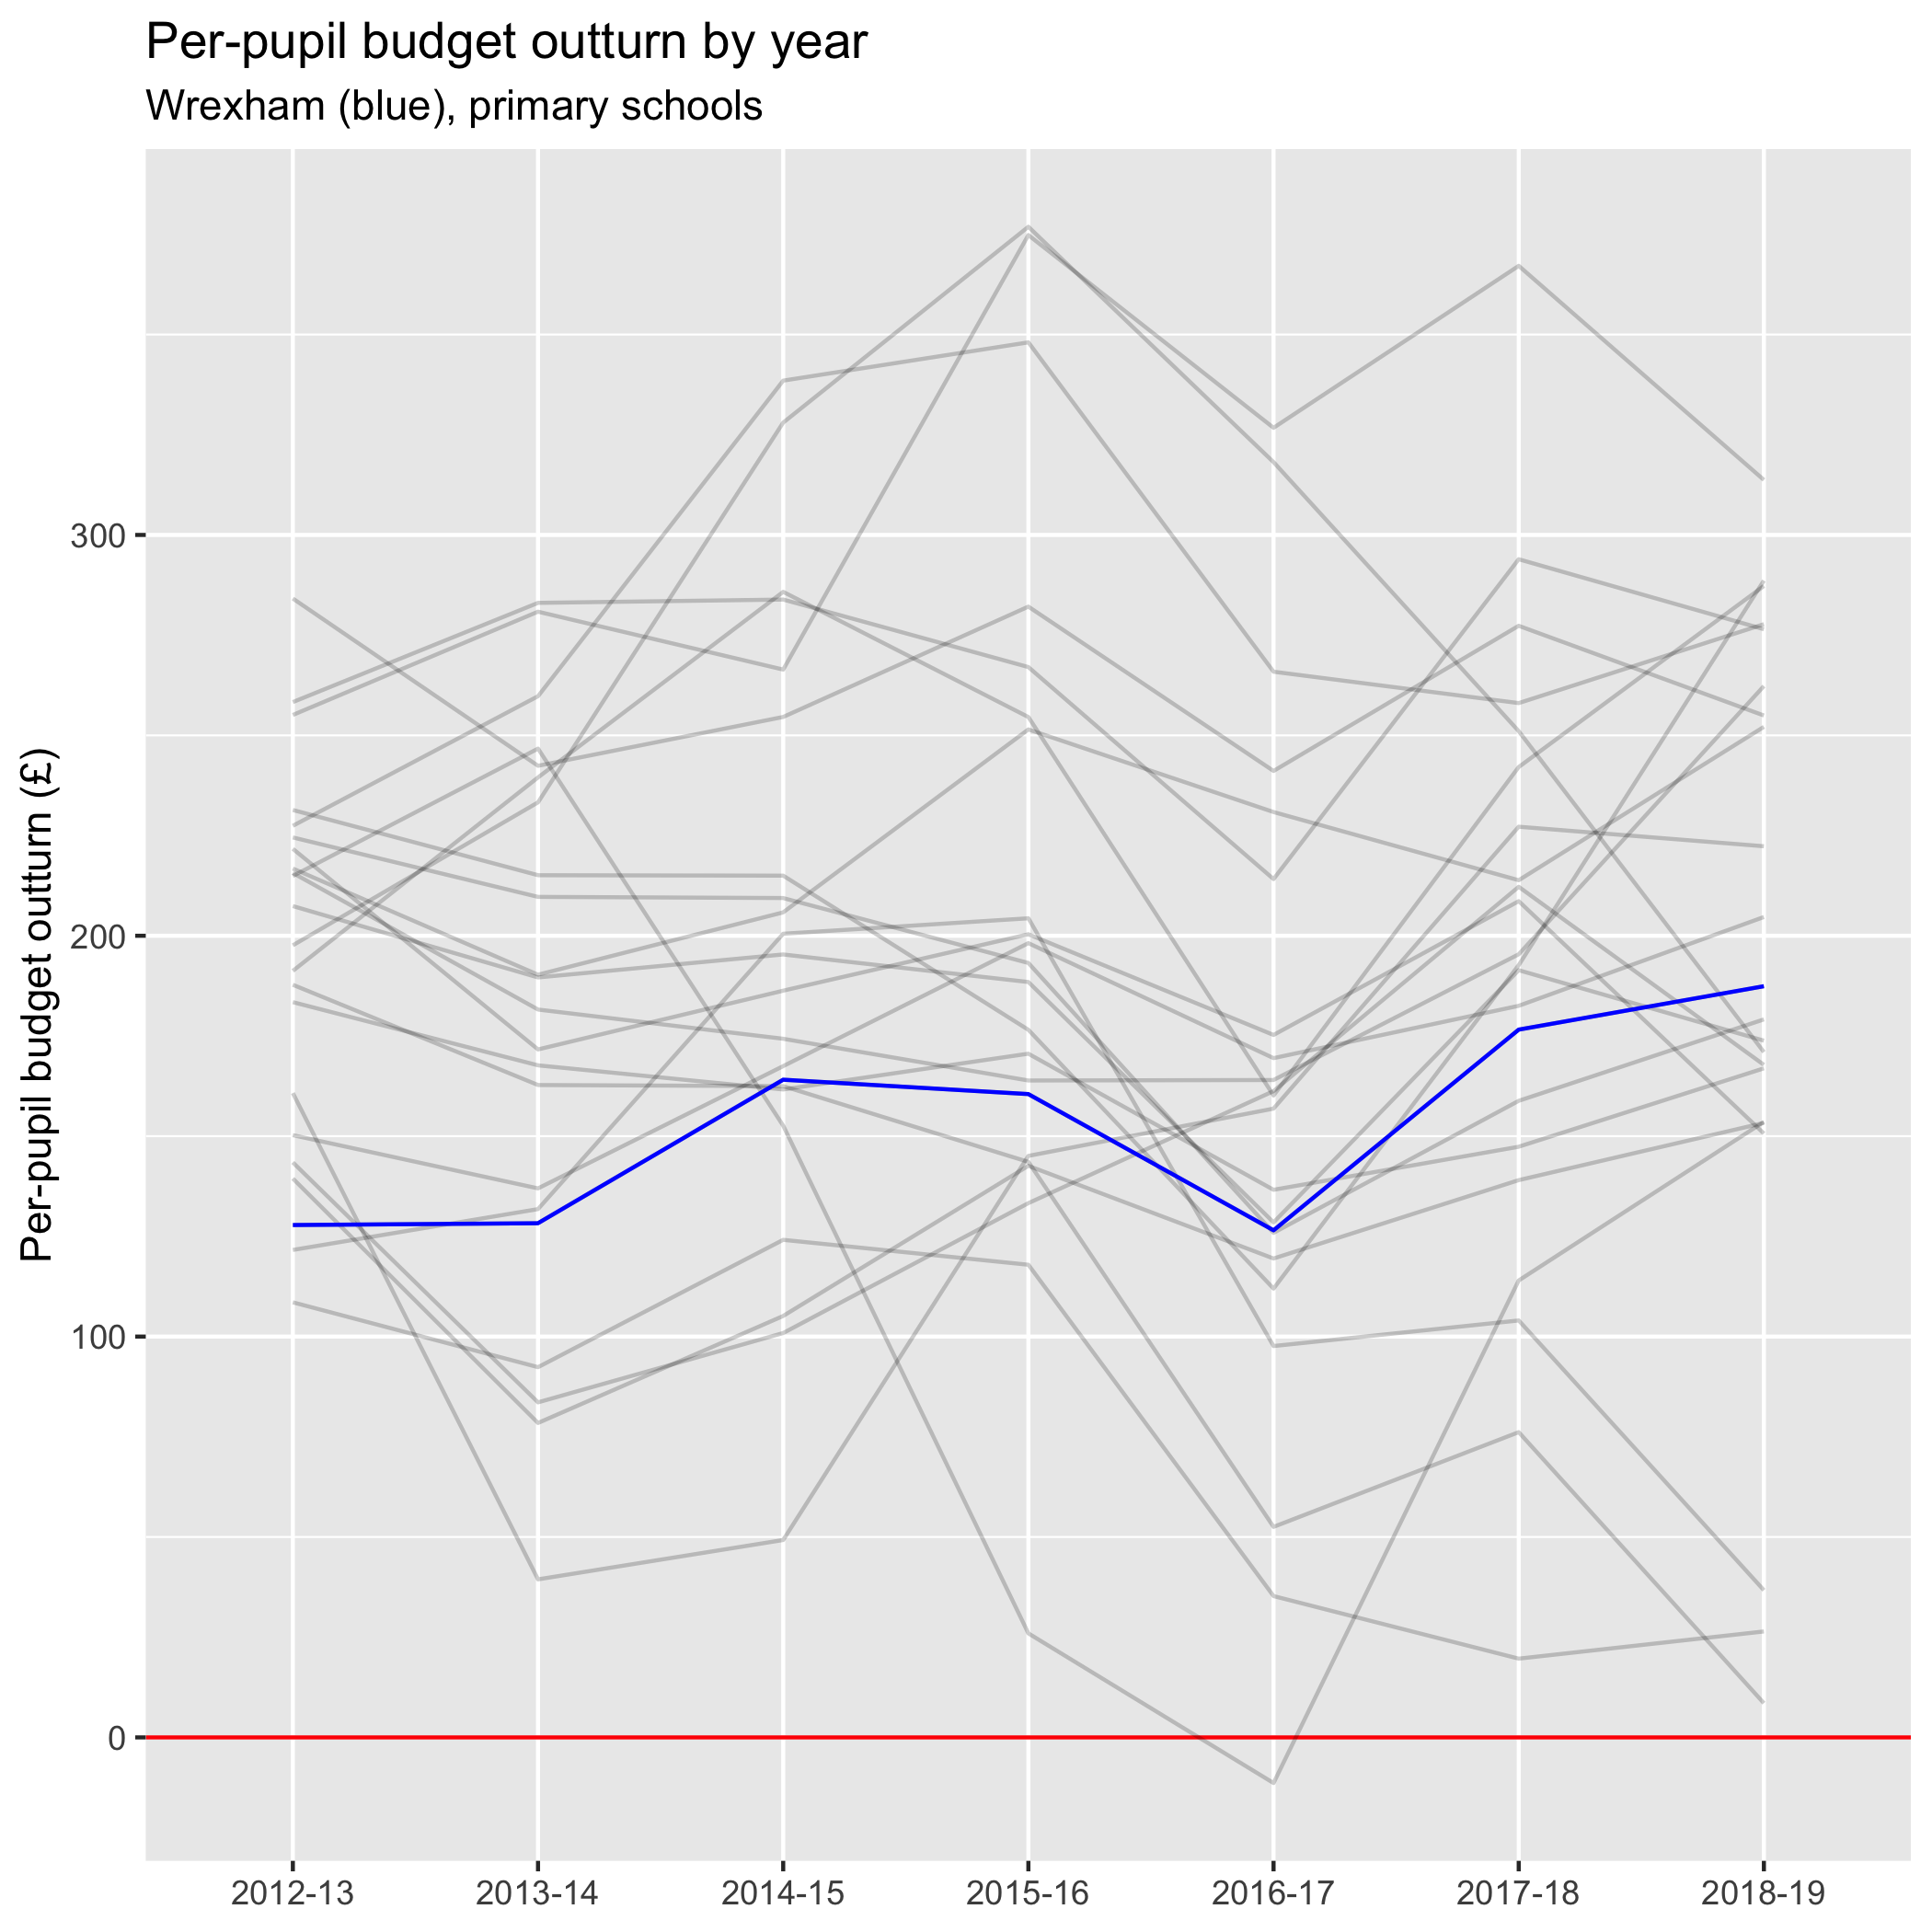 Per-pupil budget outturn by year
Wrexham (blue), primary schools
Per-pupil budget outturn (£)
300
200
100
0
2012-13 2013-14 2014-15 2015-16 2016-17 2017-18 2018-19